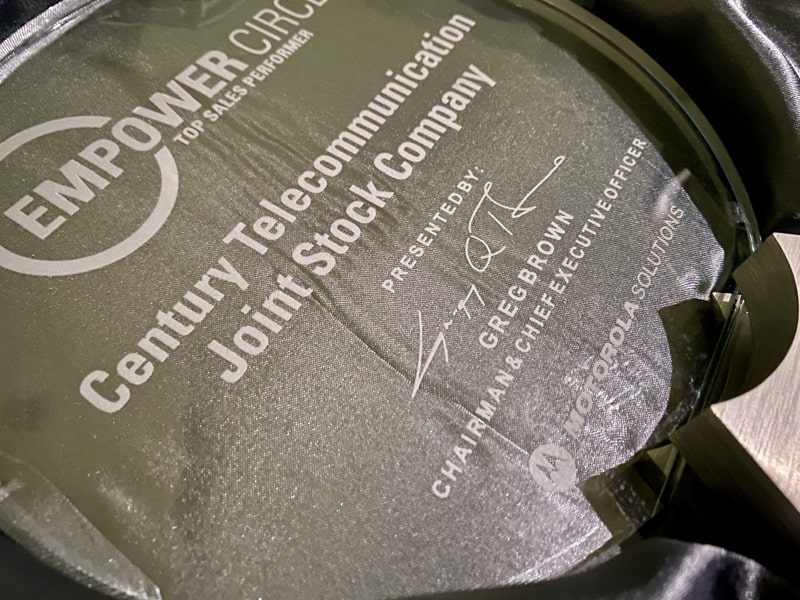 EMPOWER CIRCLE
TOP SALES PERFORMER
Century Telecommunication
Joint Stock Company
PRESENTED BY:
GREG BROWN
CHAIRMAN & CHIEF EXECUTIVE OFFICER
MOTOROLA SOLUTIONS